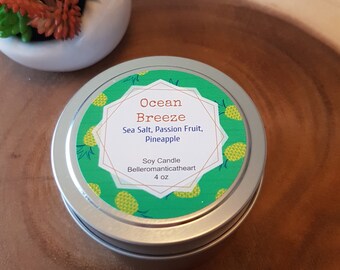 Ocean
Breeze
Sea Salt, Passion Fruit,
Pineapple
Soy Candle
Belleromanticatheart
4 oz